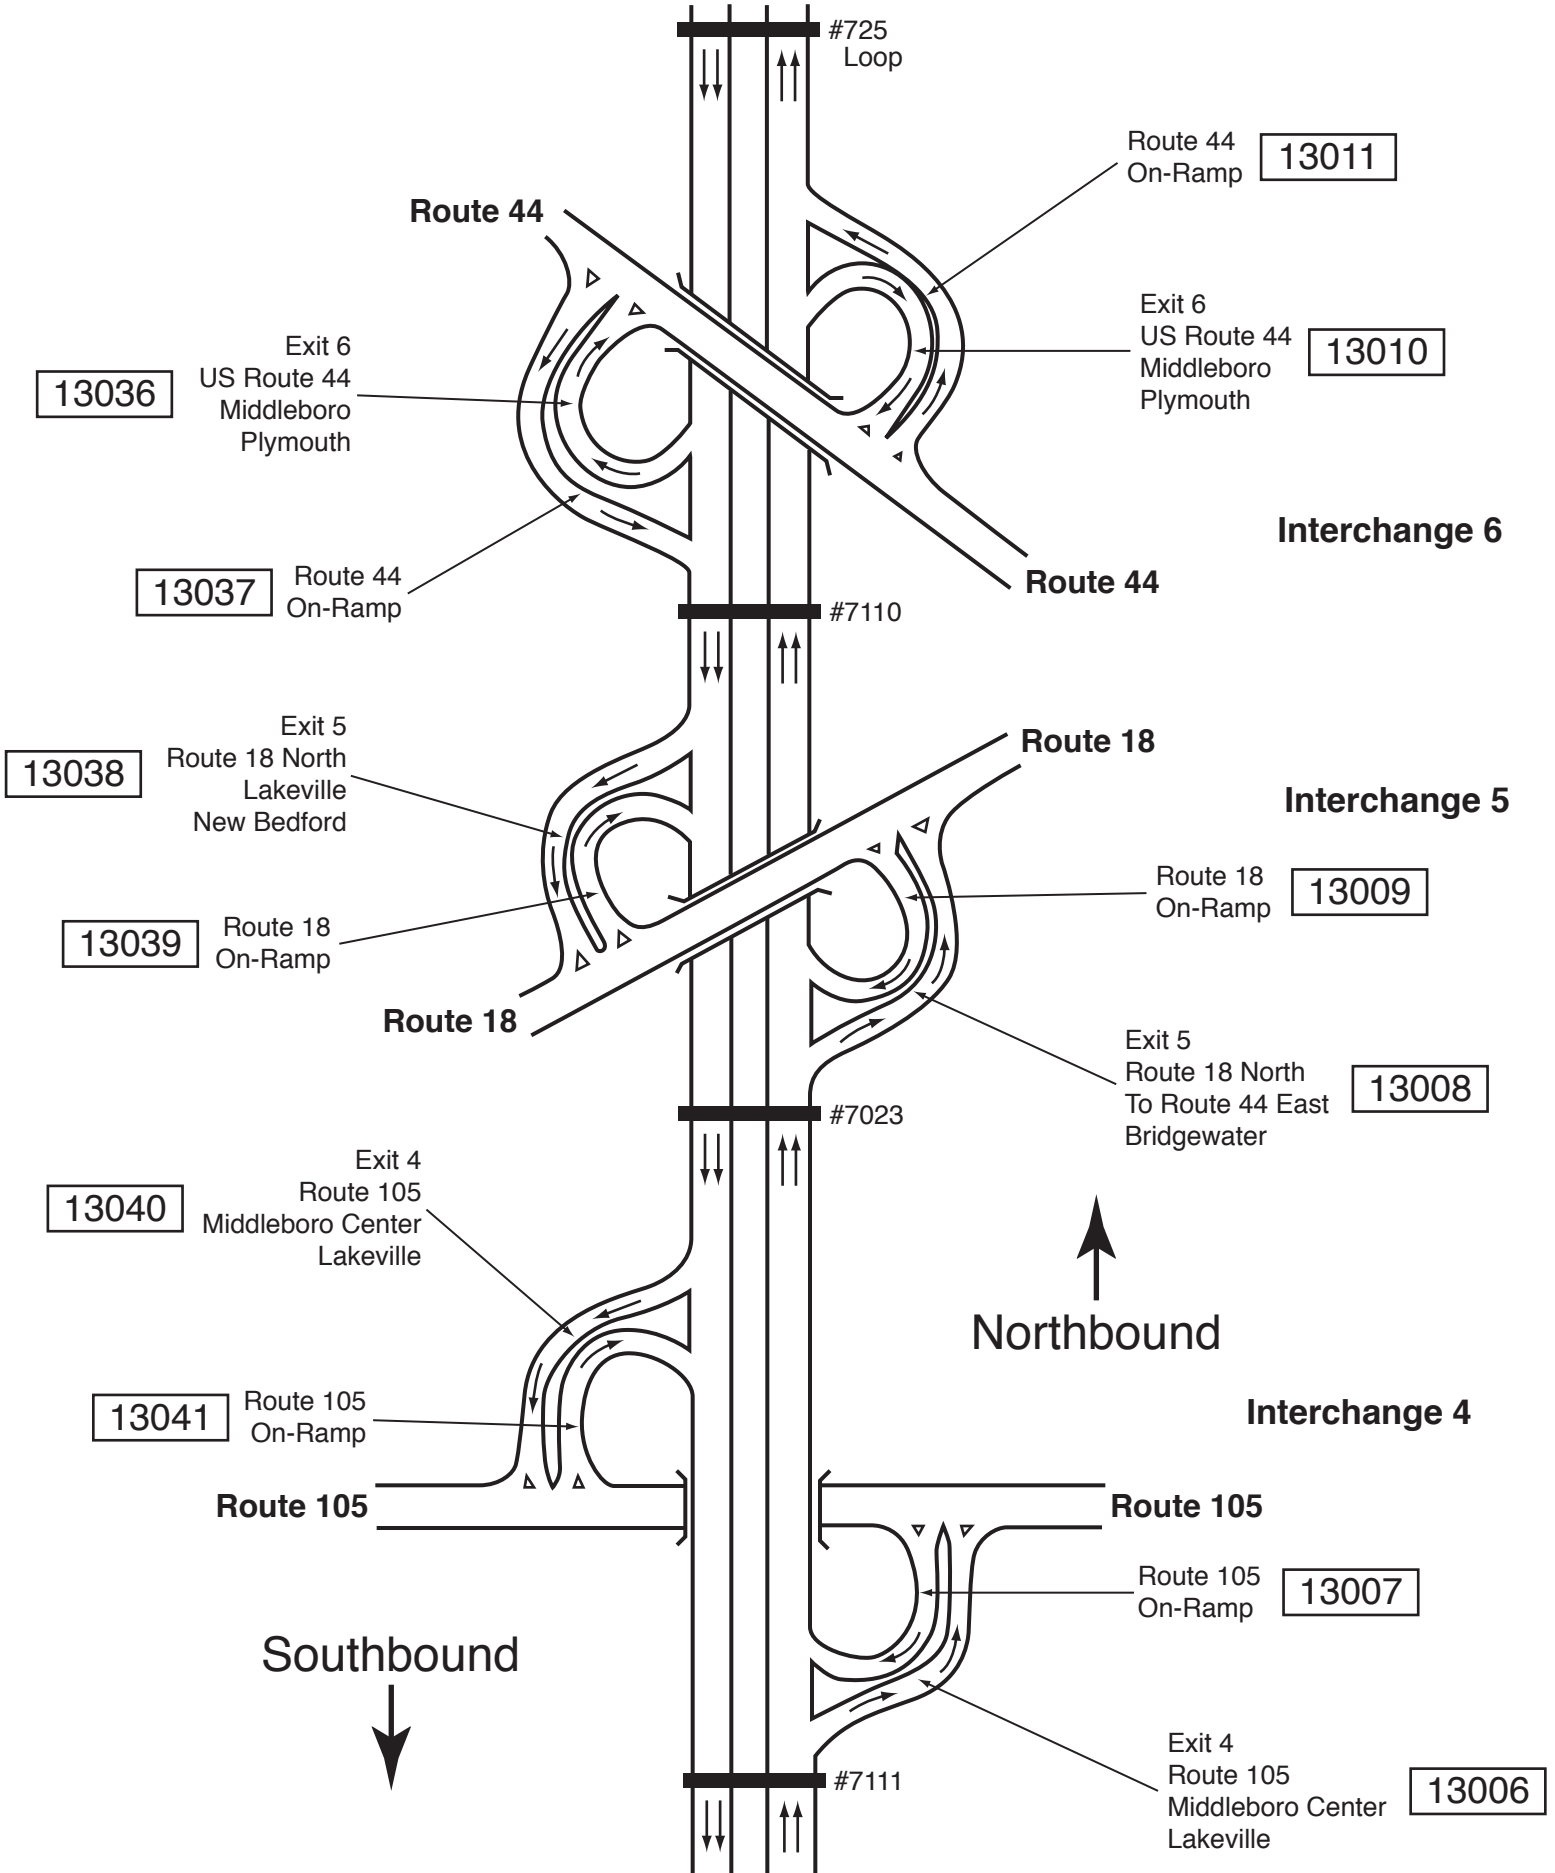 #725
Loop
Route 44
On-Ramp
13011
Route 44
Exit 6
US Route 44
Middleboro
Plymouth
13010
Exit 6
US Route 44
Middleboro
Plymouth
13036
Interchange 6
Route 44
13037
Route 44
On-Ramp
#7110
Exit 5
Route 18 North
Lakeville
New Bedford
13038
Route 18
Interchange 5
Route 18
On-Ramp
13009
13039
Route 18
On-Ramp
Route 18
Exit 5
Route 18 North
To Route 44 East
Bridgewater
13008
#7023
Exit 4
Route 105
Middleboro Center
Lakeville
13040
Northbound
13041
Route 105
On-Ramp
Interchange 4
Route 105
Route 105
Route 105
On-Ramp
13007
Southbound
Exit 4
Route 105
Middleboro Center
Lakeville
13006
#7111